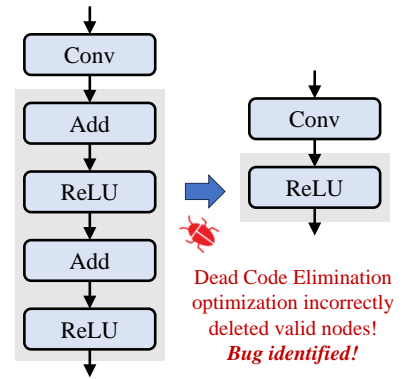 Conv
Add
ReLU
Add
ReLU
Conv
ReLU
Dead Code Elimination
optimization incorrectly
deleted valid nodes!
Bug identified!